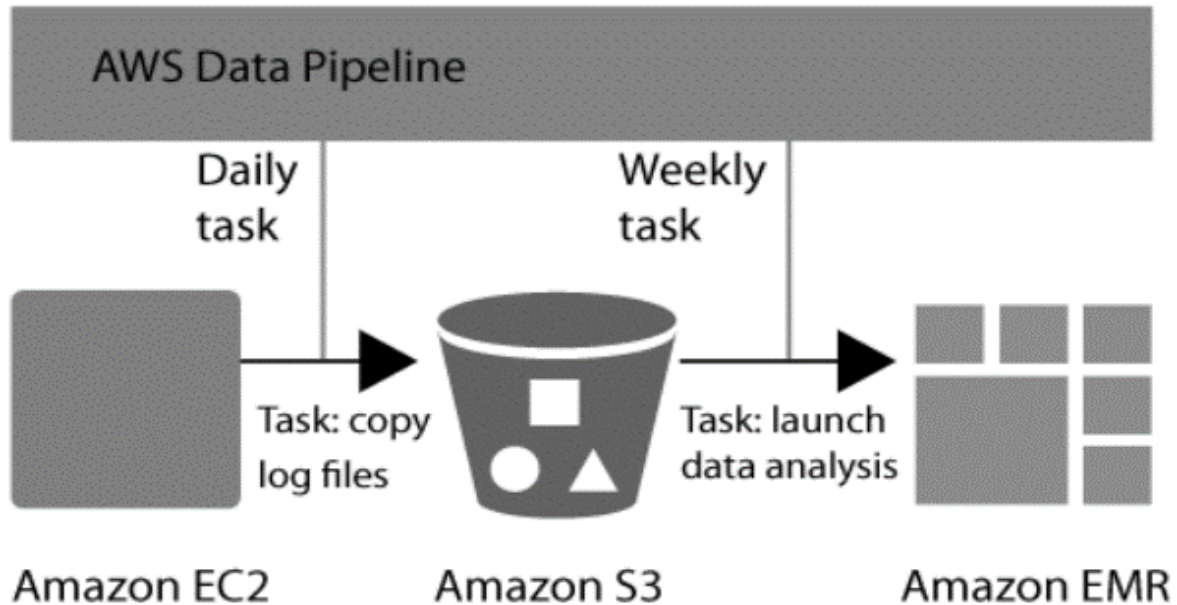 AWS Data Pipeline
Daily
task
Weekly
task
Task: copy
log files
Task: launch
data analysis
Amazon EC2
Amazon S3
Amazon EMR